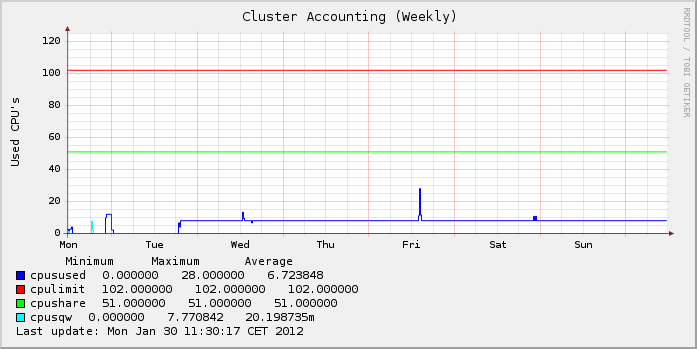 Cluster Accounting (Weekly)
RRDTOOL / TOBI OETIKER
Used CPU's
120
100
80
60
40
20
0
Mon Tue Wed Thu Fri Sat Sun
Minimum Maximum Average
cpusused 0.000000 28.000000 6.723848
cpulimit 102.000000 102.000000 102.000000
cpushare 51.000000 51.000000 51.000000
cpusqw 0.000000 7.770842 20.198735m
Last update: Mon Jan 30 11:30:17 CET 2012